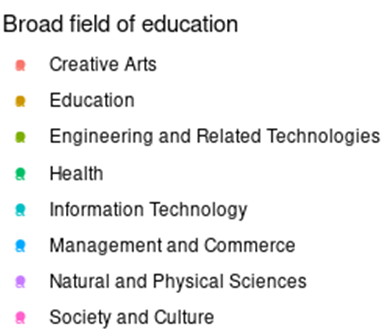 Broad field of education
Creative Arts
Education
Engineering and Related Technologies
Health
Information Technology
Management and Commerce
Natural and Physical Sciences
Society and Culture